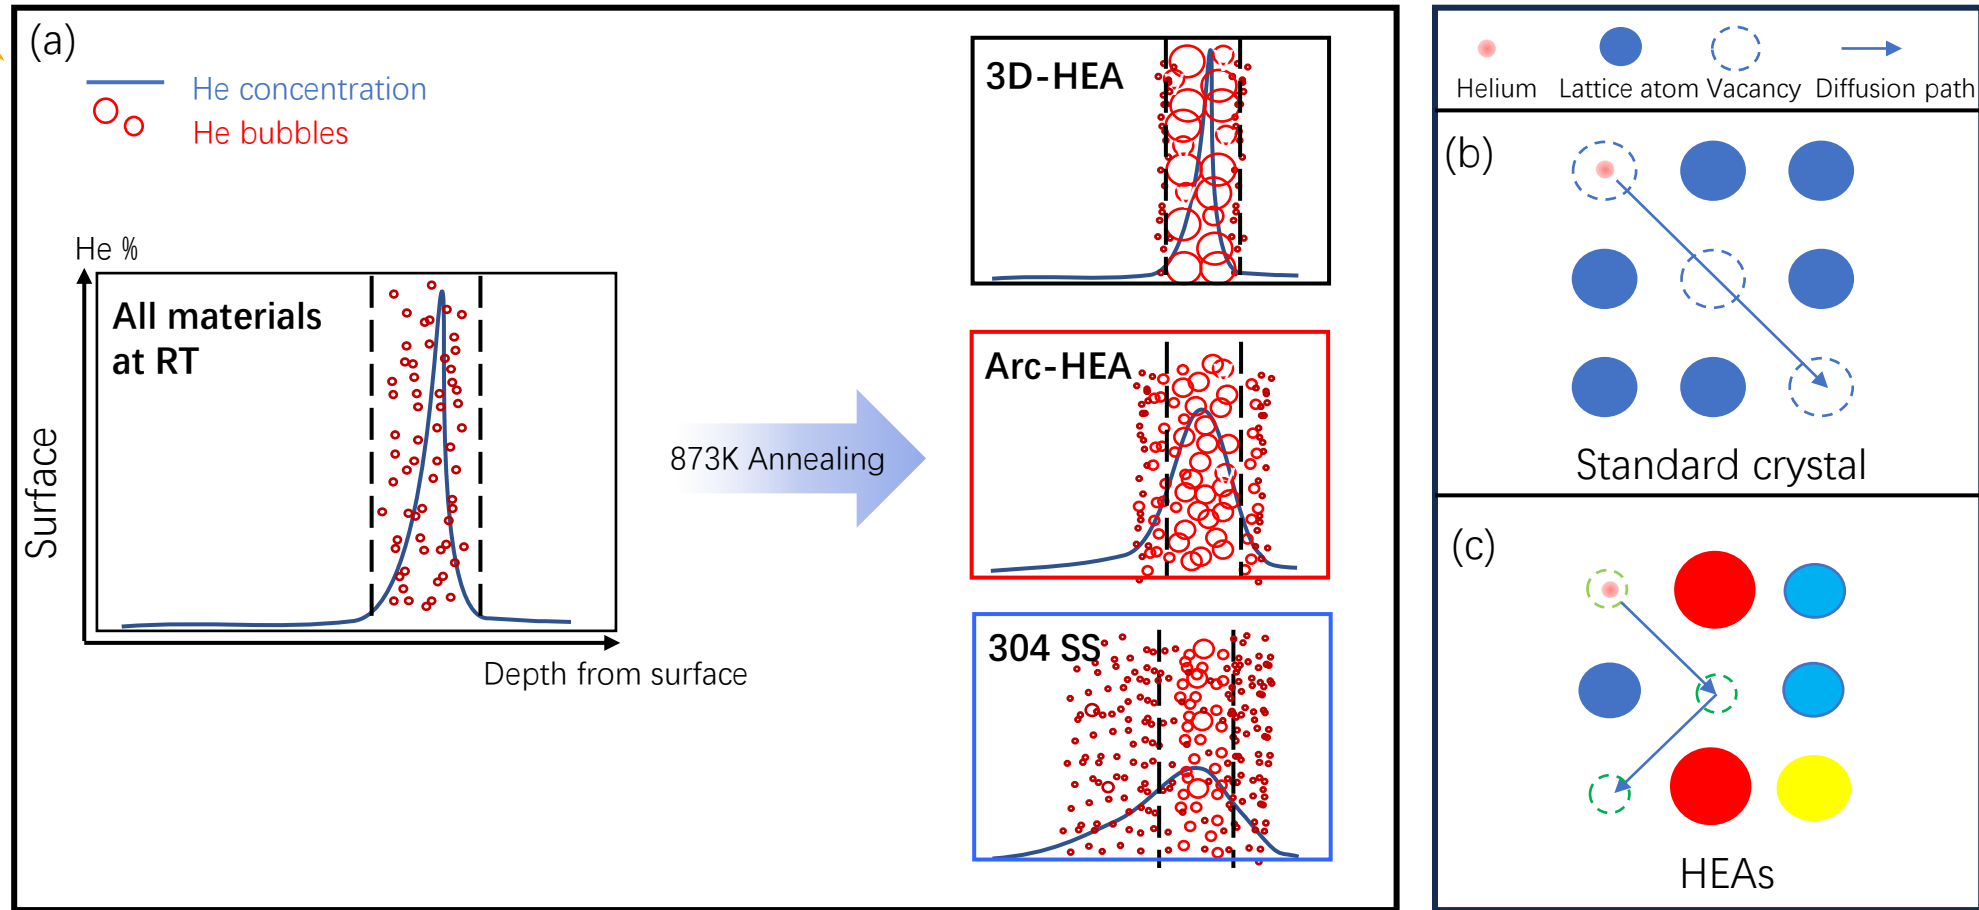 (a)
He concentration
He bubbles
He %
All materials
at RT
Surface
Depth from surface
873K Annealing
3D-HEA
Arc-HEA
304 SS
Helium
Lattice atom
Vacancy
Diffusion path
(b)
Standard crystal
(c)
HEAs